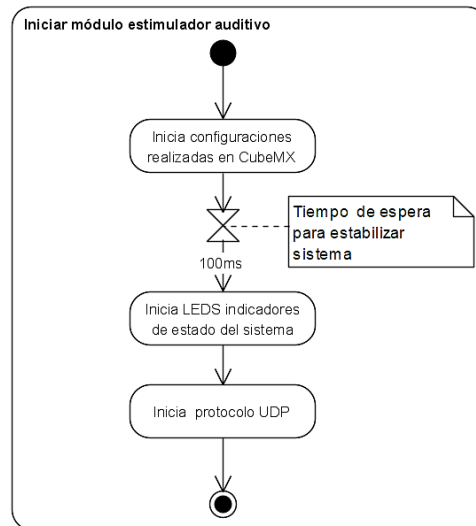 Iniciar módulo estimulador auditivo
Inicia configuraciones
realizadas en CubeMX
Tiempo de espera
para estabilizar
sistema
100ms
Inicia LEDS indicadores
de estado del sistema
Inicia protocolo UDP